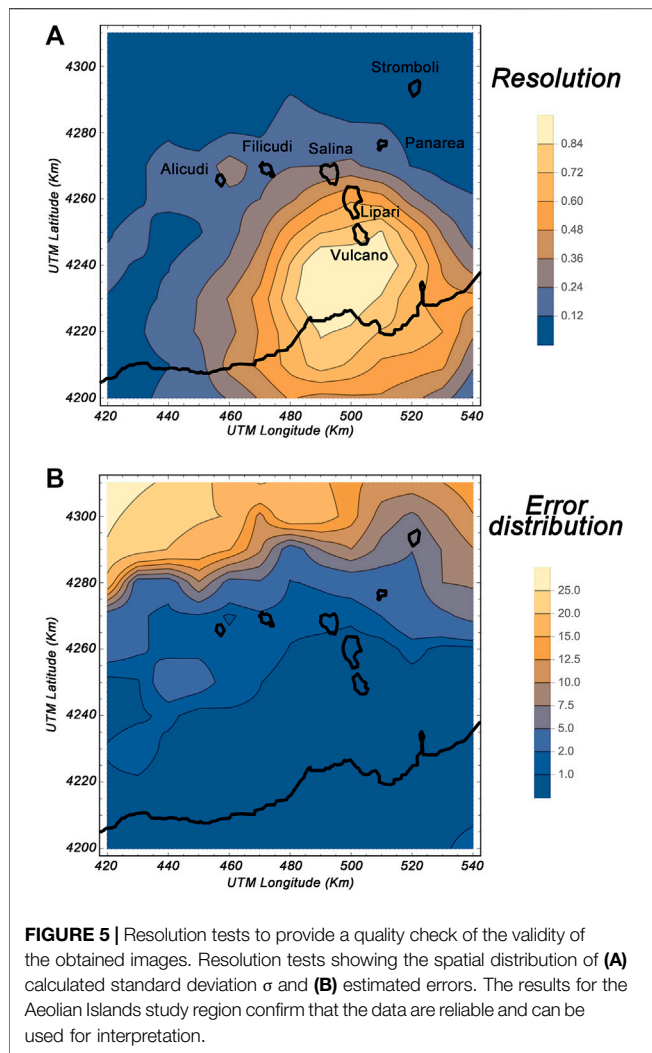 A
4310
4300
4280
4260
4240
4220
4200
UTM Latitude (Km)
Stromboli
Panarea
Salina
Filicudi
Alicudi
Lipari
Vulcano
420 440 460 480 500 520 540
UTM Longitude (Km)
Resolution
0.84
0.72
0.60
0.48
0.36
0.24
0.12
B
4300
4280
4260
4240
4220
4200
UTM Latitude (Km)
420 440 460 480 500 520 540
UTM Longitude (Km)
Error
distribution
25.0
20.0
15.0
12.5
10.0
7.5
5.0
2.0
1.0
FIGURE 5 | Resolution tests to provide a quality check of the validity of
the obtained images. Resolution tests showing the spatial distribution of (A)
calculated standard deviation σ and (B) estimated errors. The results for the
Aeolian Islands study region confirm that the data are reliable and can be
used for interpretation.